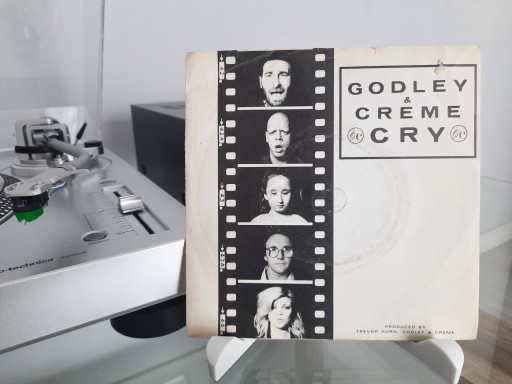 GODLEY
&
CREME
CRY
PRODUCED BY
TREVOR HORN, GODLEY & CREME